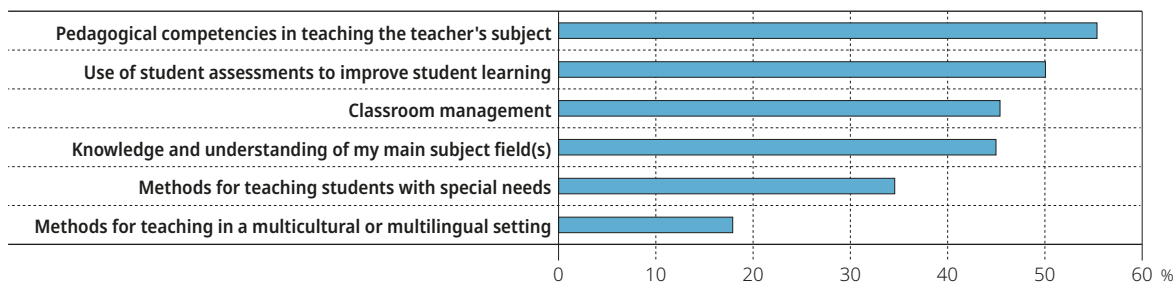 Pedagogical competencies in teaching the teacher's subject
Use of student assessments to improve student learning
Classroom management
Knowledge and understanding of my main subject field(s)
Methods for teaching students with special needs
Methods for teaching in a multicultural or multilingual setting
0 10 20 30 40 50 60 %